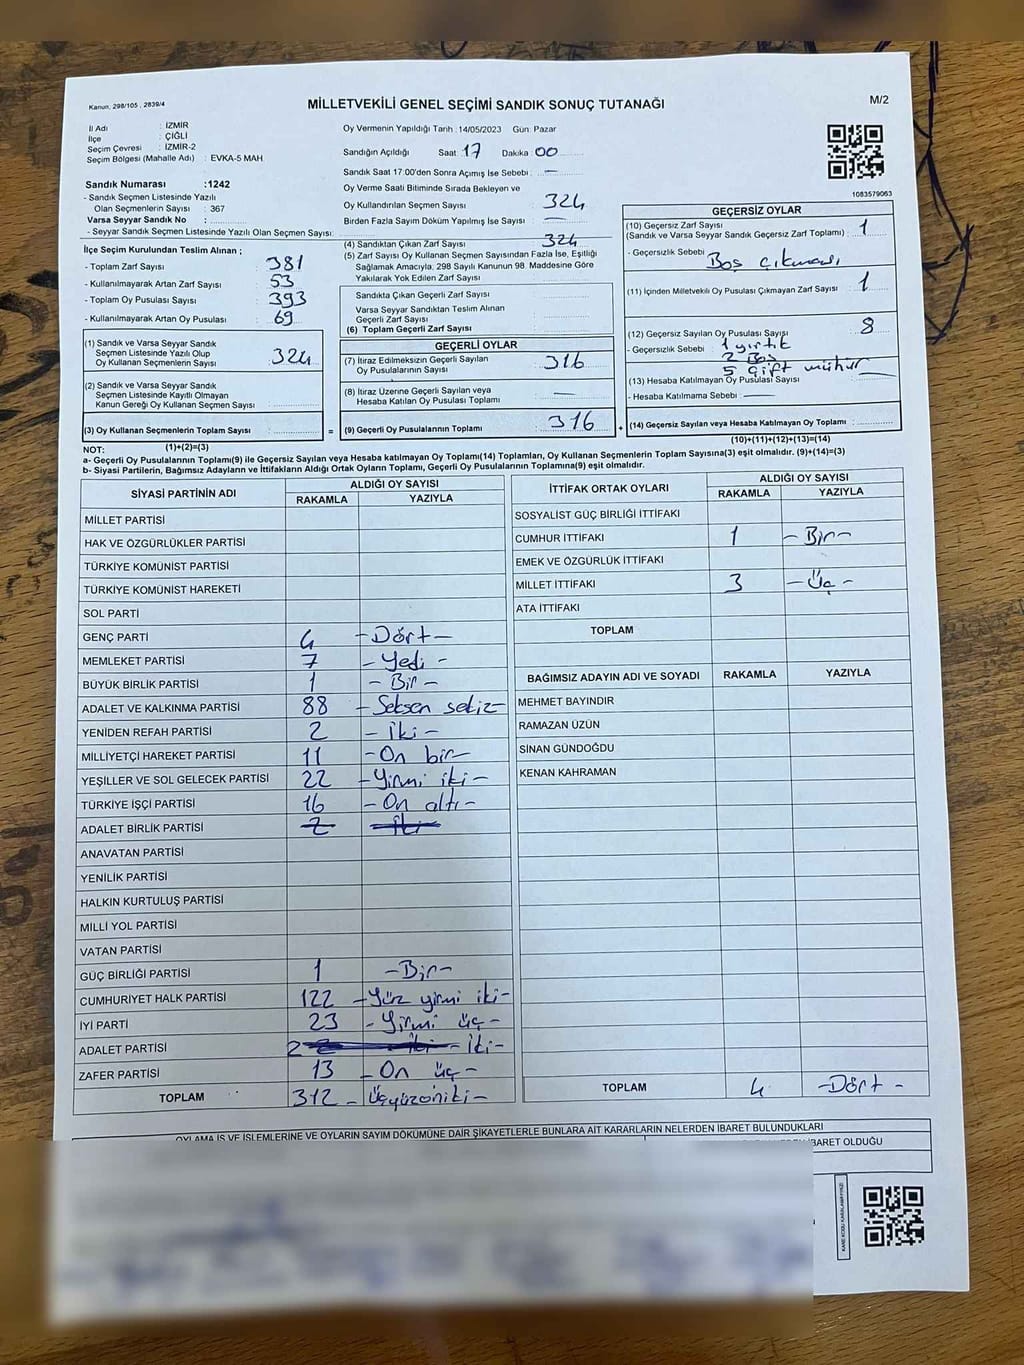 Kanun, 298/105 , 2839/4
MİLLETVEKİLİ GENEL SEÇİMİ SANDIK SONUÇ TUTANAĞI
M/2
İl Adı : İZMİR
İlçe : ÇİĞLİ
Seçim Çevresi : İZMİR-2
Seçim Bölgesi (Mahalle Adı) : EVKA-5 MAH
Sandık Numarası :1242
- Sandık Seçmen Listesinde Yazılı
Olan Seçmenlerin Sayısı : 367
Varsa Seyyar Sandık No :
- Seyyar Sandık Seçmen Listesinde Yazılı Olan Seçmen Sayısı:
Oy Vermenin Yapıldığı Tarih : 14/05/2023 Gün: Pazar
Sandığın Açıldığı Saat: 17 Dakika : 00
Sandık Saat 17:00'den Sonra Açımış İse Sebebi : —
Oy Verme Saati Bitiminde Sırada Bekleyen ve
Oy Kullandırılan Seçmen Sayısı : 324
Birden Fazla Sayım Döküm Yapılmış İse Sayısı : —
1083579063
İlçe Seçim Kurulundan Teslim Alınan ;
- Toplam Zarf Sayısı : 381
- Kullanılmayarak Artan Zarf Sayısı : 53
- Toplam Oy Pusulası Sayısı : 393
- Kullanılmayarak Artan Oy Pusulası : 69
(1) Sandık ve Varsa Seyyar Sandık
Seçmen Listesinde Yazılı Olup
Oy Kullanan Seçmenlerin Sayısı : 324
(2) Sandık ve Varsa Seyyar Sandık
Seçmen Listesinde Kayıtlı Olmayan
Kanun Gereği Oy Kullanan Seçmen Sayısı :
(3) Oy Kullanan Seçmenlerin Toplam Sayısı :
(4) Sandıktan Çıkan Zarf Sayısı : 324
(5) Zarf Sayısı Oy Kullanan Seçmen Sayısından Fazla İse, Eşitliği
Sağlamak Amacıyla, 298 Sayılı Kanunun 98. Maddesine Göre
Yakılarak Yok Edilen Zarf Sayısı :
Sandıkta Çıkan Geçerli Zarf Sayısı :
Varsa Seyyar Sandıktan Teslim Alınan
Geçerli Zarf Sayısı :
(6) Toplam Geçerli Zarf Sayısı :
GEÇERLİ OYLAR
(7) İtiraz Edilmeksizin Geçerli Sayılan
Oy Pusulasının Sayısı : 316
(8) İtiraz Üzerine Geçerli Sayılan veya
Hesaba Katılan Oy Pusulası Toplamı : —
= (9) Geçerli Oy Pusulalarının Toplamı : 316 +
GEÇERSİZ OYLAR
(10) Geçersiz Zarf Sayısı
(Sandık ve Varsa Seyyar Sandık Geçersiz Zarf Toplamı) : 1
- Geçersizlik Sebebi : Boş çıkması
(11) İçinden Milletvekili Oy Pusulası Çıkmayan Zarf Sayısı : 1
(12) Geçersiz Sayılan Oy Pusulası Sayısı : 8
- Geçersizlik Sebebi : 1 yırtık
2 Boş
5 Çift mühür
(13) Hesaba Katılmayan Oy Pusulası Sayısı : —
- Hesaba Katılmama Sebebi : —
(14) Geçersiz Sayılan veya Hesaba Katılmayan Oy Toplamı :
NOT: (1)+(2)=(3)
(10)+(11)+(12)+(13)=(14)
a- Geçerli Oy Pusulalarının Toplamı(9) ile Geçersiz Sayılan veya Hesaba Katılmayan Oy Toplamı(14) Toplamları, Oy Kullanan Seçmenlerin Toplam Sayısına(3) eşit olmalıdır. (9)+(14)=(3)
b- Siyasi Partilerin, Bağımsız Adayların ve İttifakların Aldığı Ortak Oyların Toplamı, Geçerli Oy Pusulalarının Toplamına(9) eşit olmalıdır.
SİYASİ PARTİNİN ADI ALDIĞI OY SAYISI
RAKAMLA YAZIYLA
MİLLET PARTİSİ
HAK VE ÖZGÜRLÜKLER PARTİSİ
TÜRKİYE KOMÜNİST PARTİSİ
TÜRKİYE KOMÜNİST HAREKETİ
SOL PARTİ
GENÇ PARTİ 4 -Dört-
MEMLEKET PARTİSİ 7 -Yedi-
BÜYÜK BİRLİK PARTİSİ 1 -Bir-
ADALET VE KALKINMA PARTİSİ 88 -Seksen sekiz-
YENİDEN REFAH PARTİSİ 2 -İki-
MİLLİYETÇİ HAREKET PARTİSİ 11 -On bir-
YEŞİLLER VE SOL GELECEK PARTİSİ 22 -Yirmi iki-
TÜRKİYE İŞÇİ PARTİSİ 16 -On altı-
ADALET BİRLİK PARTİSİ 2 İki
ANAVATAN PARTİSİ
YENİLİK PARTİSİ
HALKIN KURTULUŞ PARTİSİ
MİLLİ YOL PARTİSİ
VATAN PARTİSİ
GÜÇ BİRLİĞİ PARTİSİ 1 -Bir-
CUMHURİYET HALK PARTİSİ 122 -Yüz yirmi iki-
İYİ PARTİ 23 -Yirmi üç-
ADALET PARTİSİ 2 -İki-
ZAFER PARTİSİ 13 -On üç-
TOPLAM 312 -Üçyüzoniki-
İTTİFAK ORTAK OYLARI ALDIĞI OY SAYISI
RAKAMLA YAZIYLA
SOSYALİST GÜÇ BİRLİĞİ İTTİFAKI
CUMHUR İTTİFAKI 1 -Bir-
EMEK VE ÖZGÜRLÜK İTTİFAKI
MİLLET İTTİFAKI 3 -Üç-
ATA İTTİFAKI
TOPLAM
BAĞIMSIZ ADAYIN ADI VE SOYADI RAKAMLA YAZIYLA
MEHMET BAYINDIR
RAMAZAN UZUN
SİNAN GÜNDOĞDU
KENAN KAHRAMAN
TOPLAM 4 -Dört-
OYLAMA İŞ VE İŞLEMLERİNE VE OYLARIN SAYIM DÖKÜMÜNE DAİR ŞİKAYETLERLE BUNLARA AİT KARARLARIN NELERDEN İBARET BULUNDUKLARI
İBARET OLDUĞU